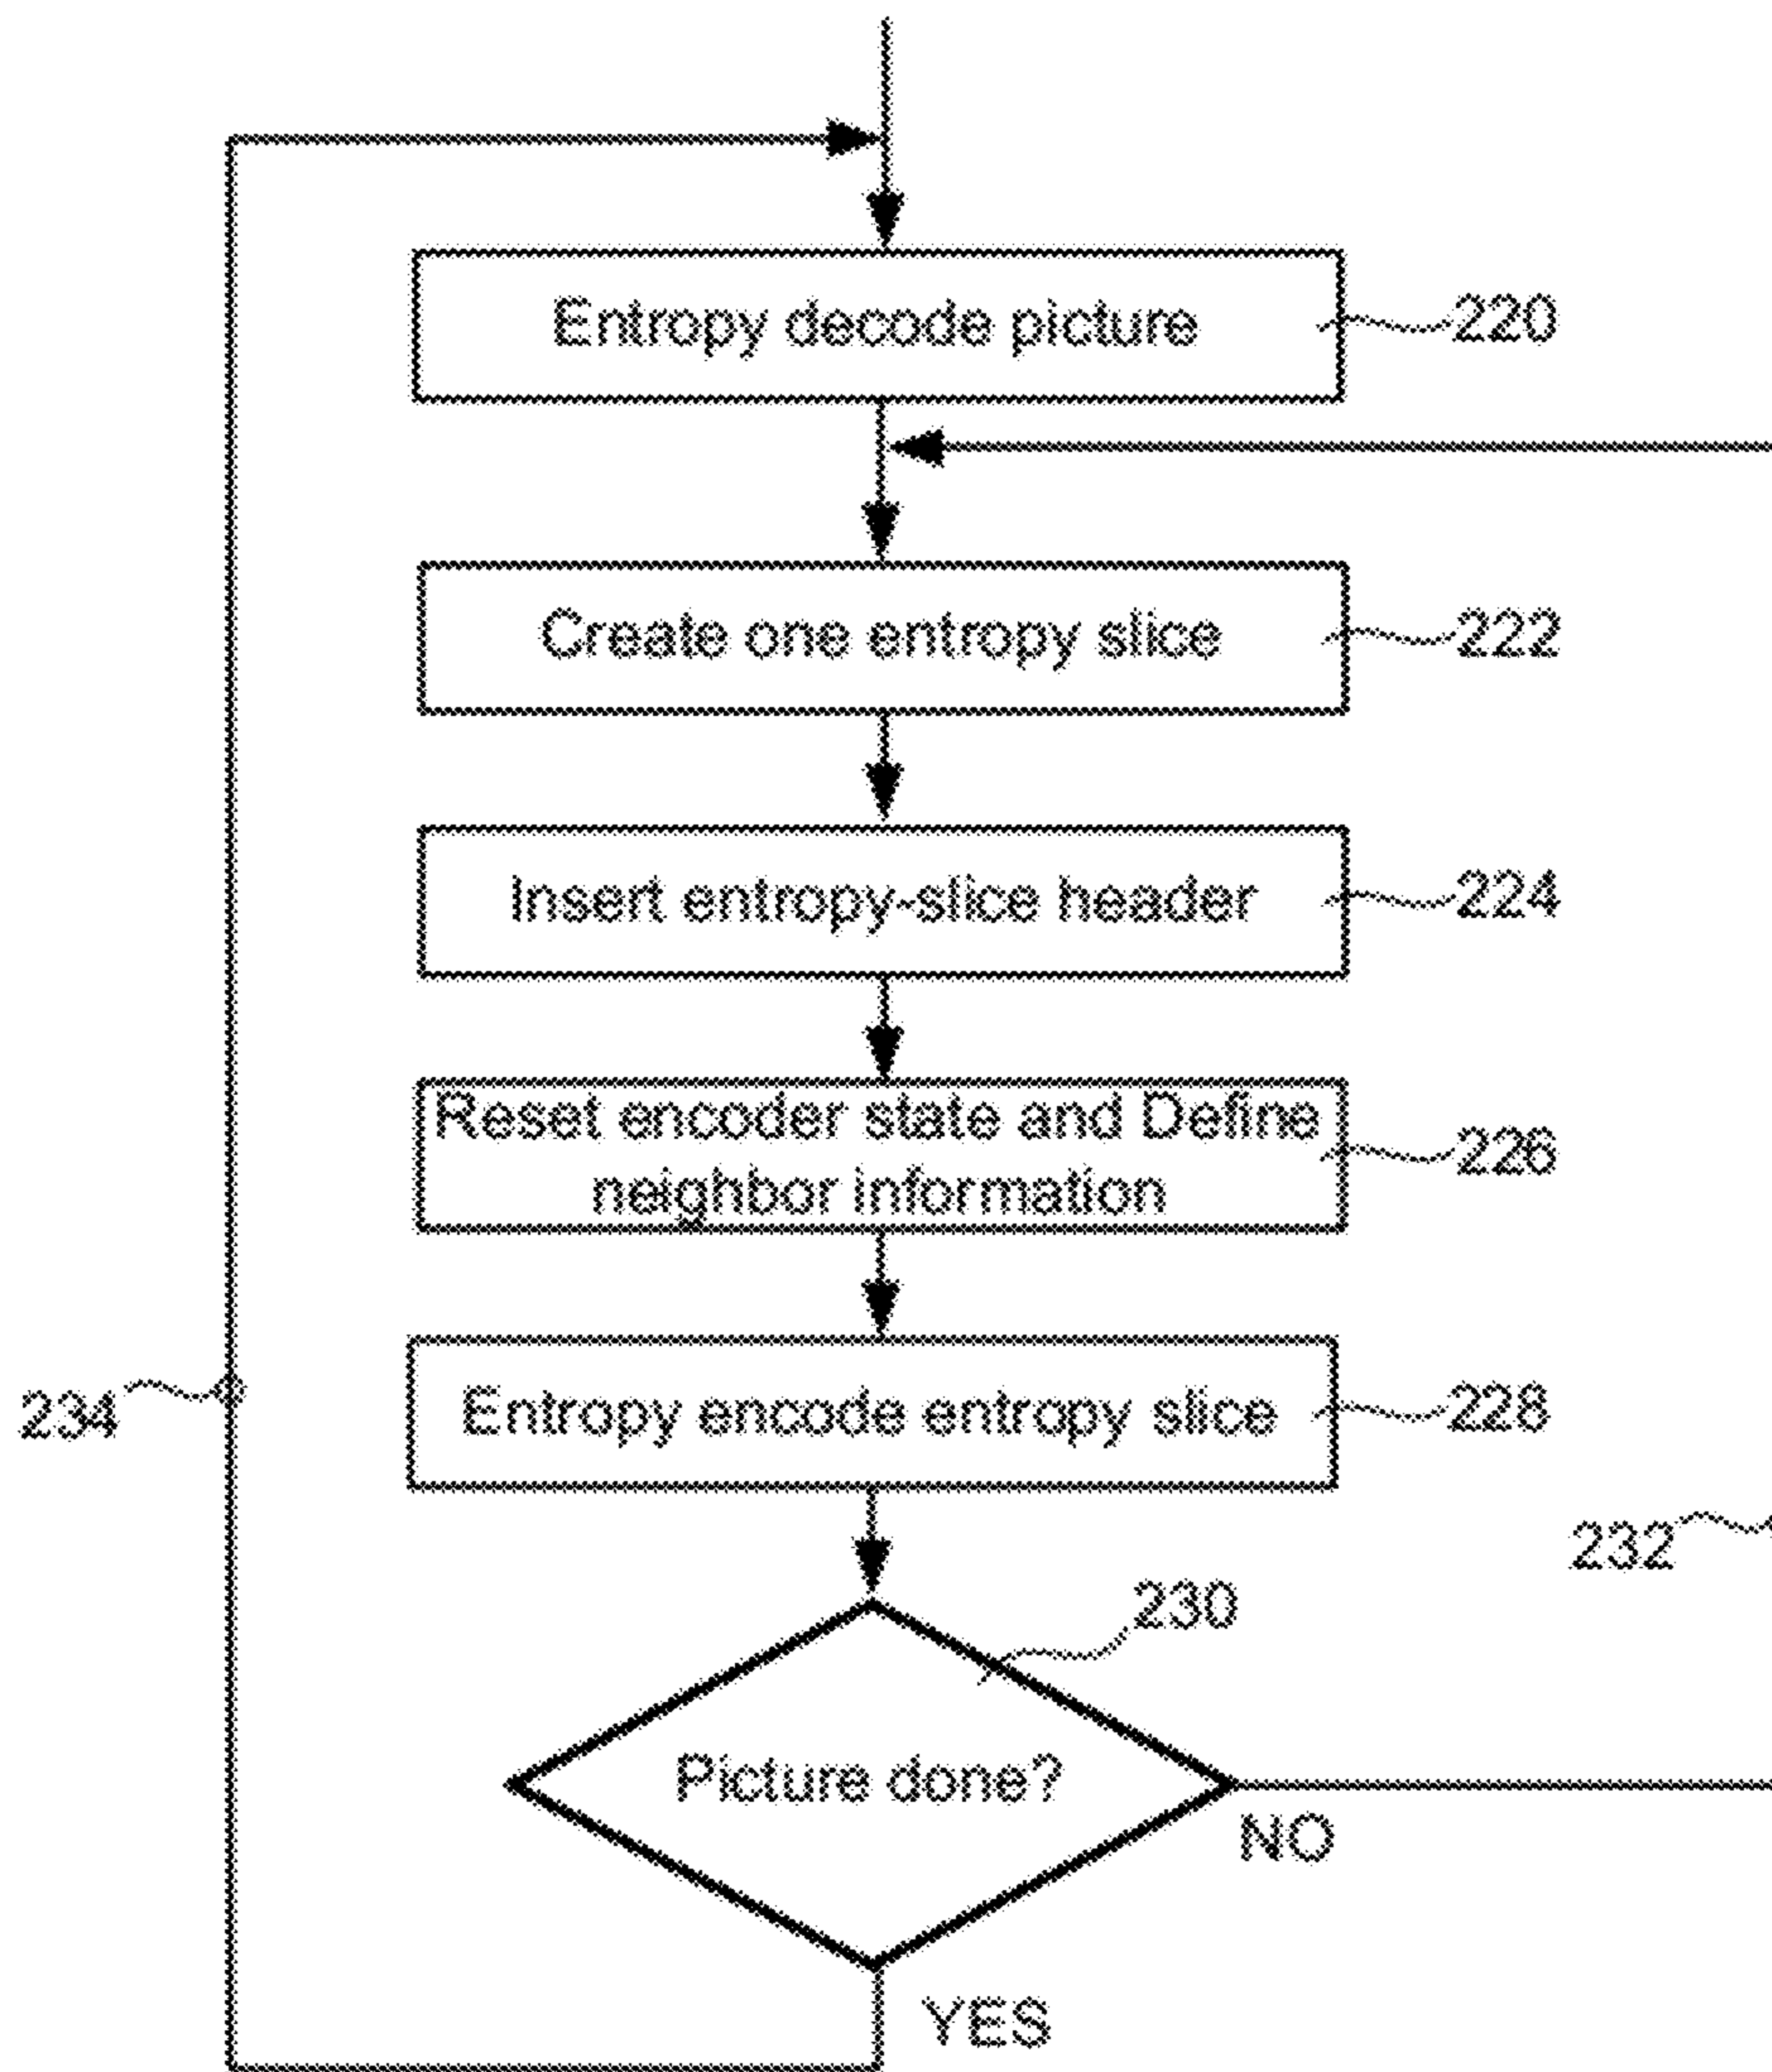 Entropy decode picture
220
Create one entropy slice
222
Insert entropy-slice header
224
Reset encoder state and Define
neighbor information
226
Entropy encode entropy slice
228
234
232
230
Picture done?
NO
YES